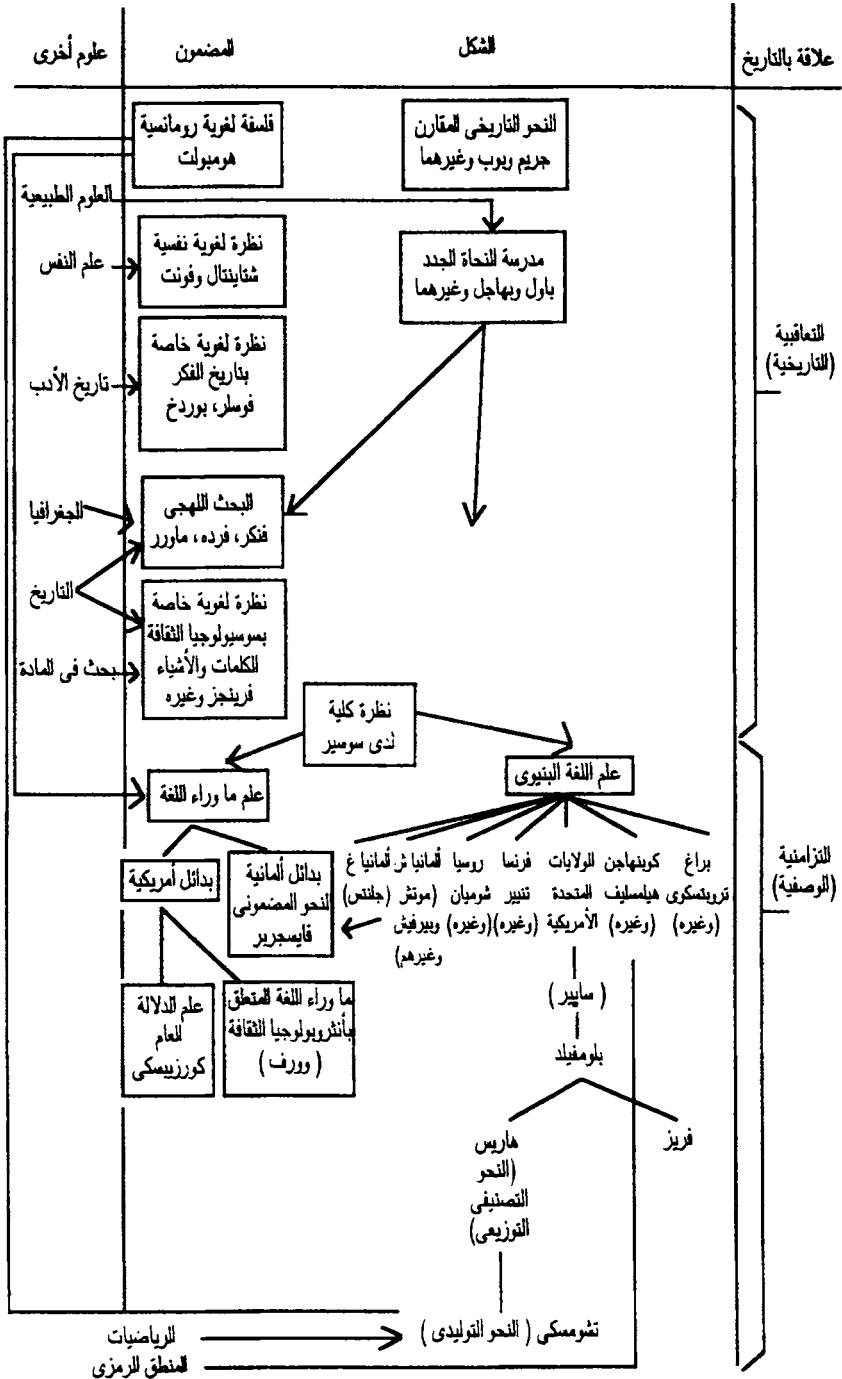 علاقة بالتاريخ
الشكل
المضمون
علوم أخرى
النحو التاريخى المقارن
جريم وبوب وغيرهما
فلسفة لغوية رومانسية
هومبولت
العلوم الطبيعية
مدرسة النحاة الجدد
باول وبهاجل وغيرهما
نظرة لغوية نفسية
شتاينتال وفونت
علم النفس
التعاقبية
(التاريخية)
نظرة لغوية خاصة
بتاريخ الفكر
فوسلر، بوردخ
تاريخ الأدب
البحث اللهجى
فنكر، فرده، ماورر
الجغرافيا
التاريخ
نظرة لغوية خاصة
بسوسيولوجيا الثقافة
الكلمات والأشياء
فرينجز وغيره
بحث فى المادة
نظرة كلية
لدى سوسير
علم اللغة البنيوى
علم ما وراء اللغة
التزامنية
(الوصفية)
براغ
تروبتسكوى
(وغيره)
كوبنهاجن
هيلمسليف
(وغيره)
الولايات
المتحدة
الأمريكية
فرنسا
تنيير
(وغيره)
روسيا
شوميان
(وغيره)
ألمانيا ش
(موتش
وبيرفيش
وغيرهم)
ألمانيا غ
(جلنتس)
بدائل ألمانية
النحو المضمونى
فايسجربر
بدائل أمريكية
ما وراء اللغة المتعلق
بأنثروبولوجيا الثقافة
( وورف )
علم الدلالة
العام
كورزيبسكى
( سابير )
بلومفيلد
فريز
هاريس
(النحو
التصنيفى
التوزيعى)
تشومسكى ( النحو التوليدى )
الرياضيات
المنطق الرمزى